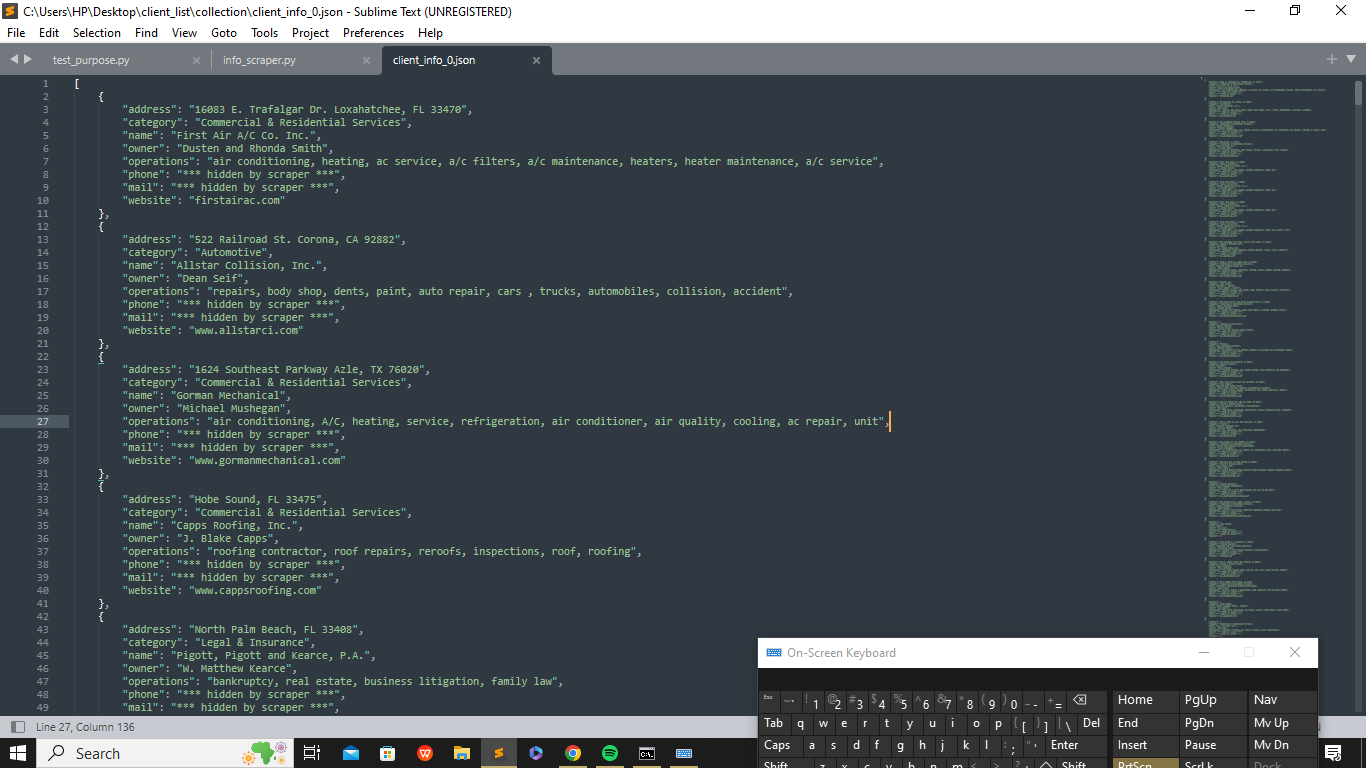 C:\Users\HP\Desktop\client_list\collection\client_info_0.json - Sublime Text (UNREGISTERED)
File Edit Selection Find View Goto Tools Project Preferences Help
test_purpose.py info_scraper.py client_info_0.json
1 [
2 {
3 "address": "16083 E. Trafalgar Dr. Loxahatchee, FL 33470",
4 "category": "Commercial & Residential Services",
5 "name": "First Air A/C Co. Inc.",
6 "owner": "Dusten and Rhonda Smith",
7 "operations": "air conditioning, heating, ac service, a/c filters, a/c maintenance, heaters, heater maintenance, a/c service",
8 "phone": "*** hidden by scraper ***",
9 "mail": "*** hidden by scraper ***",
10 "website": "firstairac.com"
11 },
12 {
13 "address": "522 Railroad St. Corona, CA 92882",
14 "category": "Automotive",
15 "name": "Allstar Collision, Inc.",
16 "owner": "Dean Seif",
17 "operations": "repairs, body shop, dents, paint, auto repair, cars , trucks, automobiles, collision, accident",
18 "phone": "*** hidden by scraper ***",
19 "mail": "*** hidden by scraper ***",
20 "website": "www.allstarci.com"
21 },
22 {
23 "address": "1624 Southeast Parkway Azle, TX 76020",
24 "category": "Commercial & Residential Services",
25 "name": "Gorman Mechanical",
26 "owner": "Michael Mushegan",
27 "operations": "air conditioning, A/C, heating, service, refrigeration, air conditioner, air quality, cooling, ac repair, unit",
28 "phone": "*** hidden by scraper ***",
29 "mail": "*** hidden by scraper ***",
30 "website": "www.gormanmechanical.com"
31 },
32 {
33 "address": "Hobe Sound, FL 33475",
34 "category": "Commercial & Residential Services",
35 "name": "Capps Roofing, Inc.",
36 "owner": "J. Blake Capps",
37 "operations": "roofing contractor, roof repairs, reroofs, inspections, roof, roofing",
38 "phone": "*** hidden by scraper ***",
39 "mail": "*** hidden by scraper ***",
40 "website": "www.cappsroofing.com"
41 },
42 {
43 "address": "North Palm Beach, FL 33408",
44 "category": "Legal & Insurance",
45 "name": "Pigott, Pigott and Kearce, P.A.",
46 "owner": "W. Matthew Kearce",
47 "operations": "bankruptcy, real estate, business litigation, family law",
48 "phone": "*** hidden by scraper ***",
49 "mail": "*** hidden by scraper ***",
Line 27, Column 136
On-Screen Keyboard
Esc ~ ` ! 1 @ 2 # 3 $ 4 % 5 ^ 6 & 7 * 8 ( 9 ) 0 _ - + = Home PgUp Nav
Tab q w e r t y u i o p { [ } ] | \ Del End PgDn Mv Up
Caps a s d f g h j k l : ; " ' Enter Insert Pause Mv Dn
Shift z x c v b n m < , > . ? / Shift PrtScn ScrLk Dock
Search